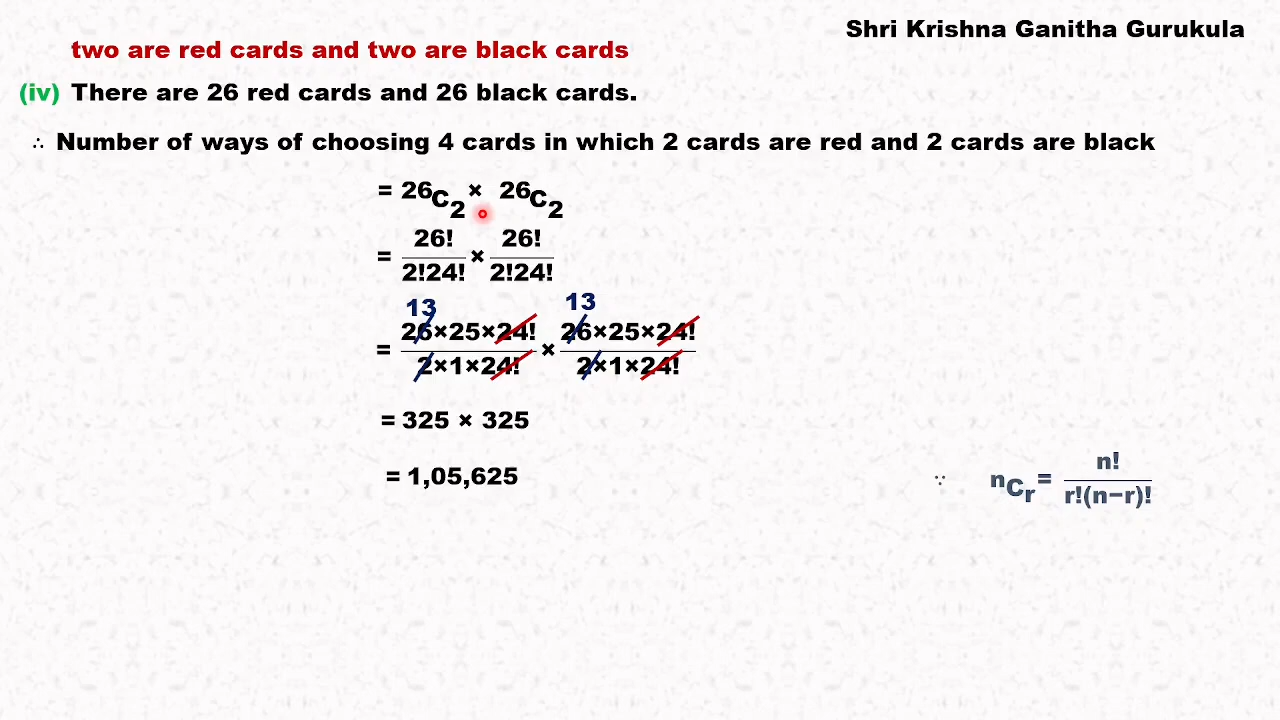 Shri Krishna Ganitha Gurukula
two are red cards and two are black cards
(iv) There are 26 red cards and 26 black cards.
∴ Number of ways of choosing 4 cards in which 2 cards are red and 2 cards are black
= 26C2 × 26C2
= 26!/2!24! × 26!/2!24!
13 13
= 26×25×24!/2×1×24! × 26×25×24!/2×1×24!
= 325 × 325
= 1,05,625
∵ nCr = n!/r!(n−r)!